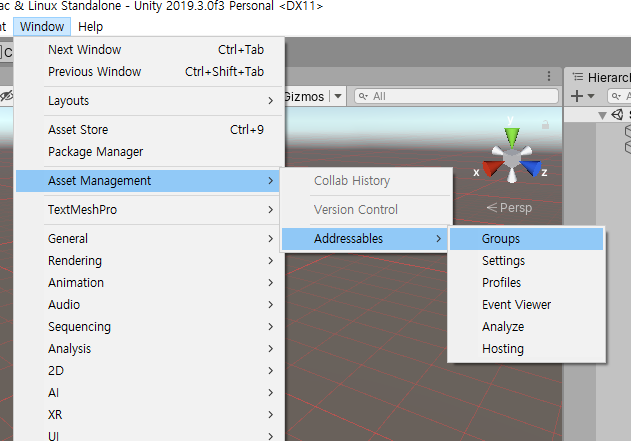 ac & Linux Standalone - Unity 2019.3.0f3 Personal <DX11>
nt Window Help
Next Window Ctrl+Tab
Previous Window Ctrl+Shift+Tab
Layouts
Asset Store Ctrl+9
Package Manager
Asset Management
TextMeshPro
General
Rendering
Animation
Audio
Sequencing
Analysis
2D
AI
XR
UI
Collab History
Version Control
Addressables
Groups
Settings
Profiles
Event Viewer
Analyze
Hosting
C
Gizmos All
y
x z
Persp
Hierarch
A
S